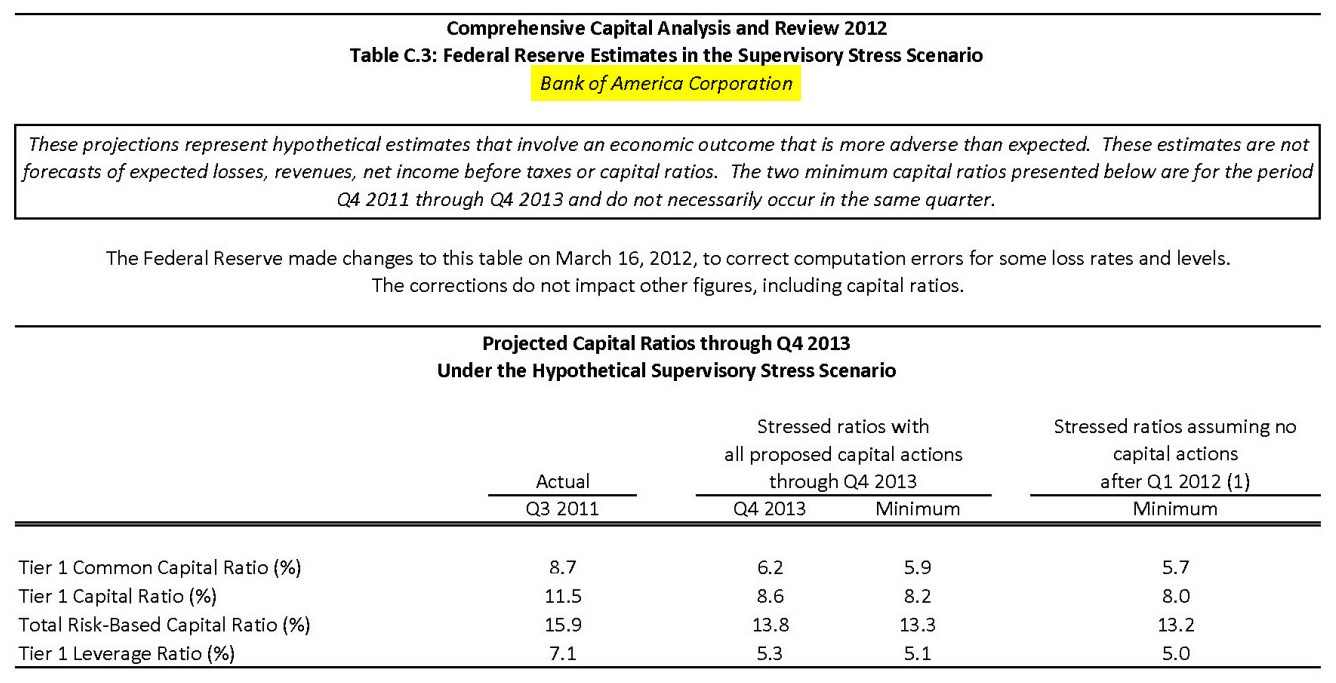 Comprehensive Capital Analysis and Review 2012
Table C.3: Federal Reserve Estimates in the Supervisory Stress Scenario
Bank of America Corporation
These projections represent hypothetical estimates that involve an economic outcome that is more adverse than expected. These estimates are not
forecasts of expected losses, revenues, net income before taxes or capital ratios. The two minimum capital ratios presented below are for the period
Q4 2011 through Q4 2013 and do not necessarily occur in the same quarter.
The Federal Reserve made changes to this table on March 16, 2012, to correct computation errors for some loss rates and levels.
The corrections do not impact other figures, including capital ratios.
Projected Capital Ratios through Q4 2013
Under the Hypothetical Supervisory Stress Scenario
Stressed ratios with Stressed ratios assuming no
all proposed capital actions capital actions
Actual through Q4 2013 after Q1 2012 (1)
Q3 2011 Q4 2013 Minimum Minimum
Tier 1 Common Capital Ratio (%) 8.7 6.2 5.9 5.7
Tier 1 Capital Ratio (%) 11.5 8.6 8.2 8.0
Total Risk-Based Capital Ratio (%) 15.9 13.8 13.3 13.2
Tier 1 Leverage Ratio (%) 7.1 5.3 5.1 5.0